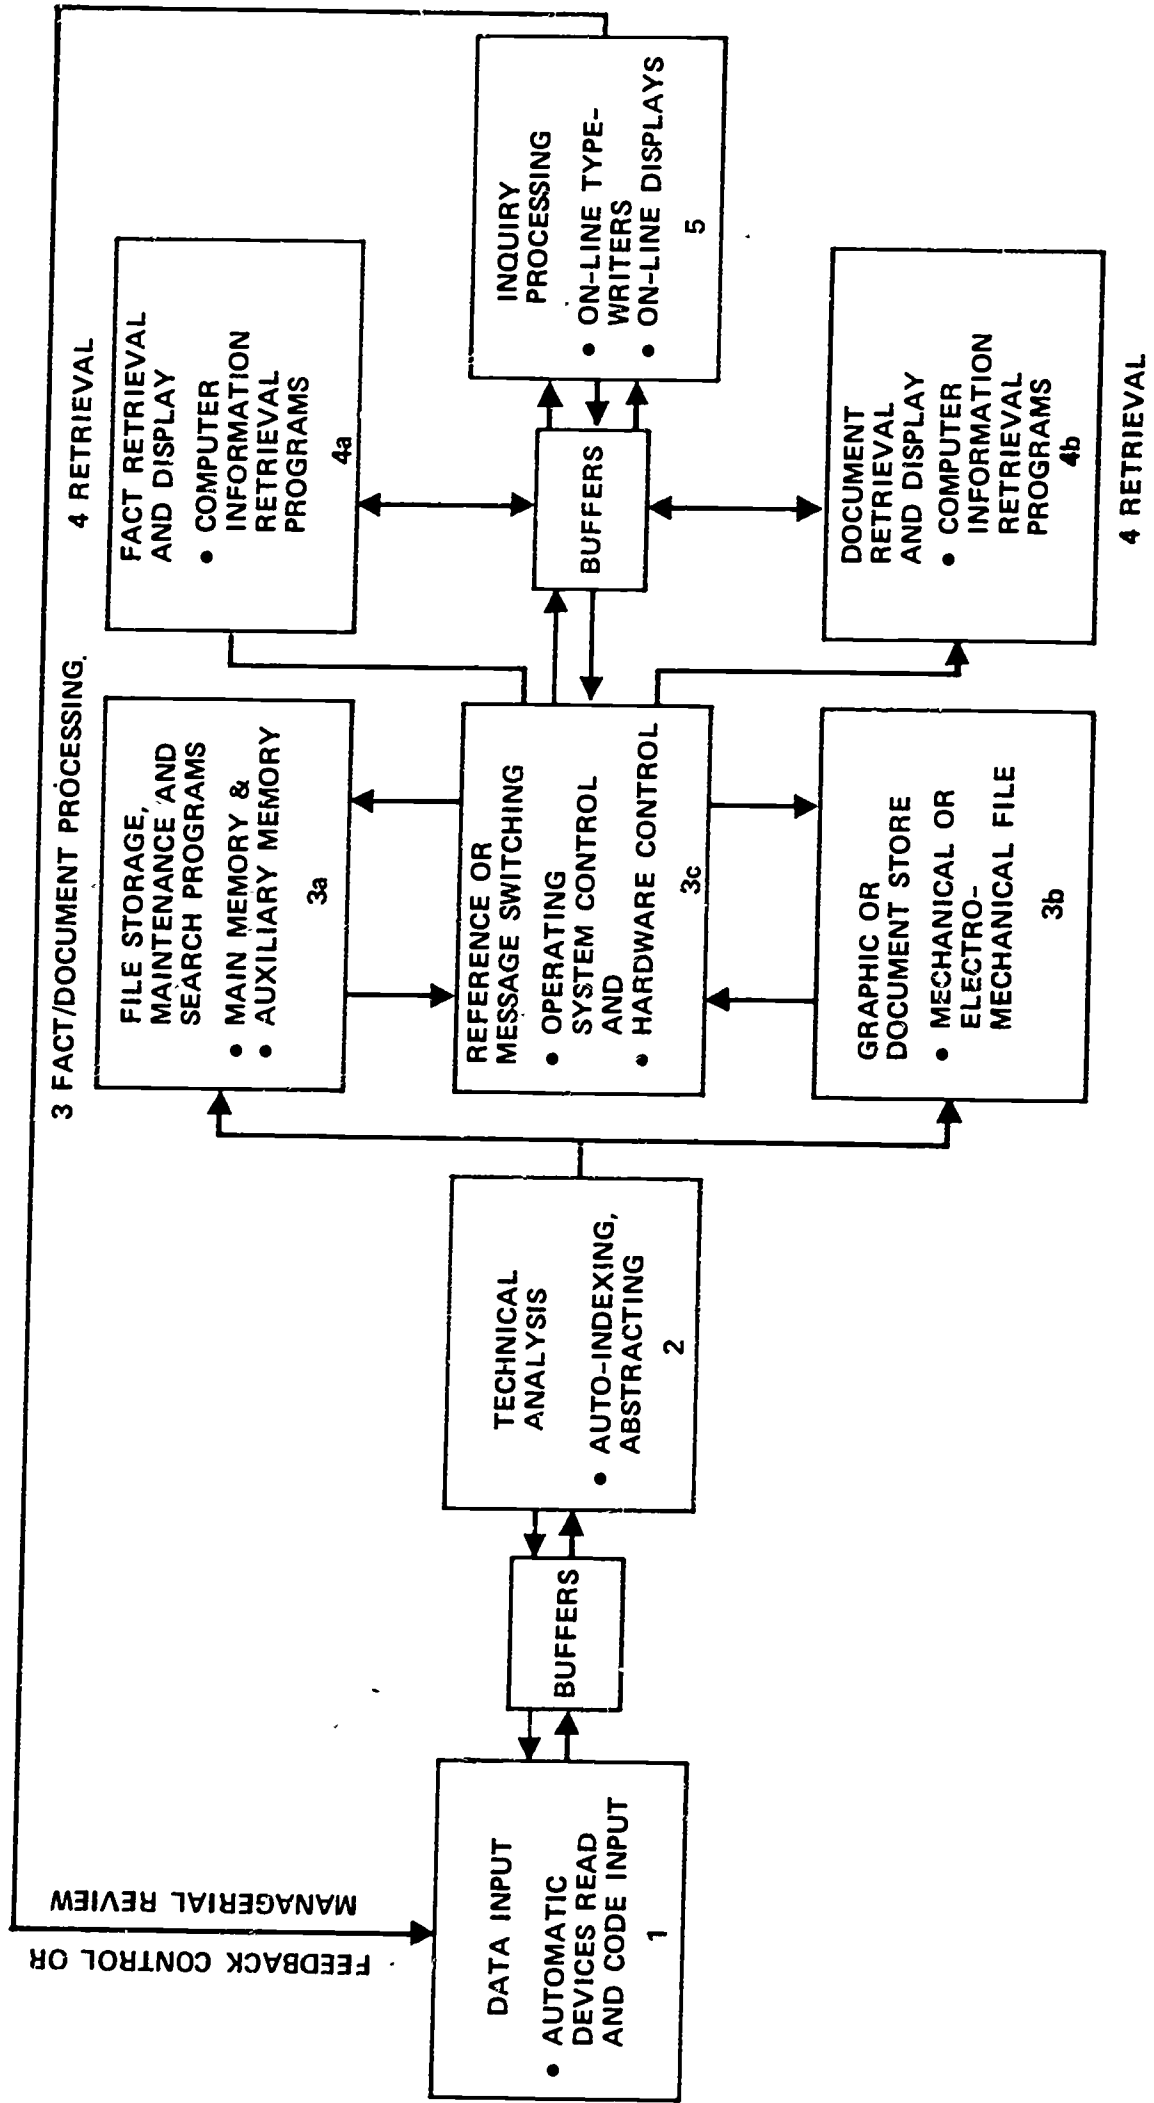 FEEDBACK CONTROL OR
MANAGERIAL REVIEW
DATA INPUT
● AUTOMATIC
DEVICES READ
AND CODE INPUT
1
BUFFERS
TECHNICAL
ANALYSIS
● AUTO-INDEXING,
ABSTRACTING
2
3 FACT/DOCUMENT PROCESSING.
FILE STORAGE,
MAINTENANCE AND
SEARCH PROGRAMS
● MAIN MEMORY &
● AUXILIARY MEMORY
3a
REFERENCE OR
MESSAGE SWITCHING
● OPERATING
SYSTEM CONTROL
AND
● HARDWARE CONTROL
3c
GRAPHIC OR
DOCUMENT STORE
● MECHANICAL OR
ELECTRO-
MECHANICAL FILE
3b
4 RETRIEVAL
FACT RETRIEVAL
AND DISPLAY
● COMPUTER
INFORMATION
RETRIEVAL
PROGRAMS
4a
BUFFERS
DOCUMENT
RETRIEVAL
AND DISPLAY
● COMPUTER
INFORMATION
RETRIEVAL
PROGRAMS
4b
4 RETRIEVAL
INQUIRY
PROCESSING
● ON-LINE TYPE-
WRITERS
● ON-LINE DISPLAYS
5